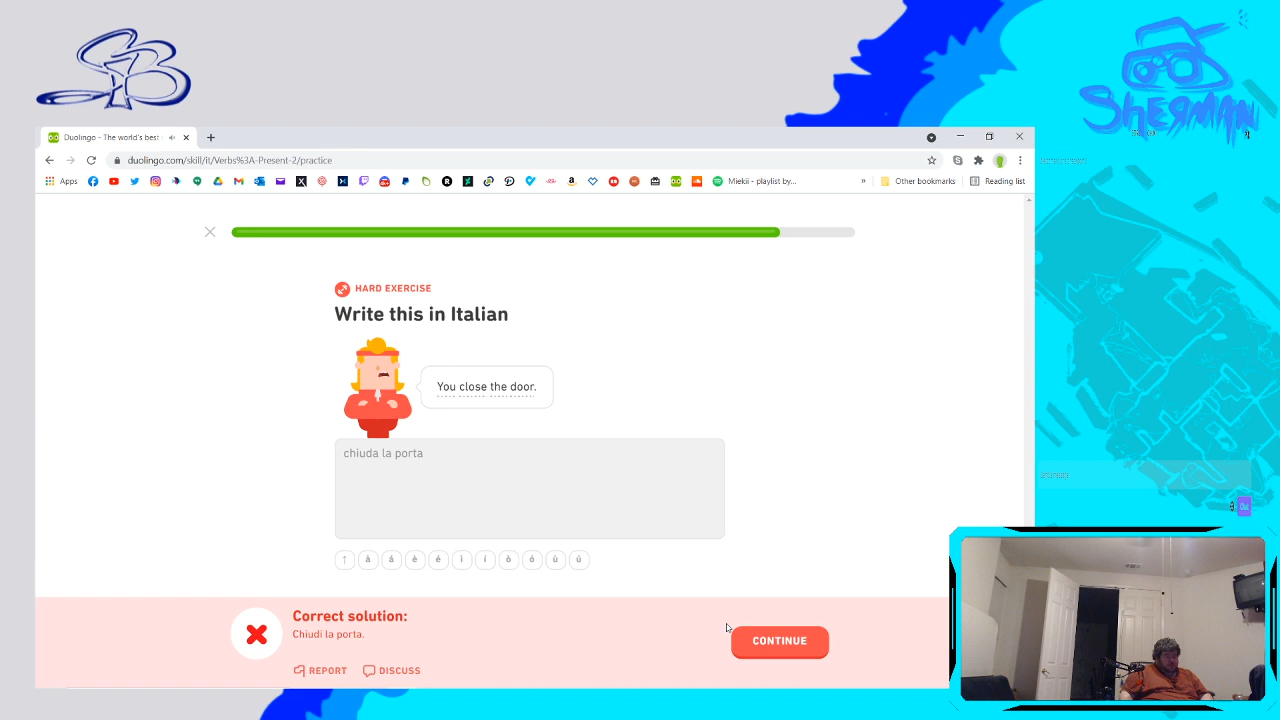 SHERMAN
Duolingo - The world's best
duolingo.com/skill/it/Verbs%3A-Present-2/practice
Apps
Miekii - playlist by...
»
Other bookmarks
Reading list
HARD EXERCISE
Write this in Italian
You close the door.
chiuda la porta
↑ à á è é ì í ò ó ù ú
Correct solution:
Chiudi la porta.
CONTINUE
REPORT
DISCUSS